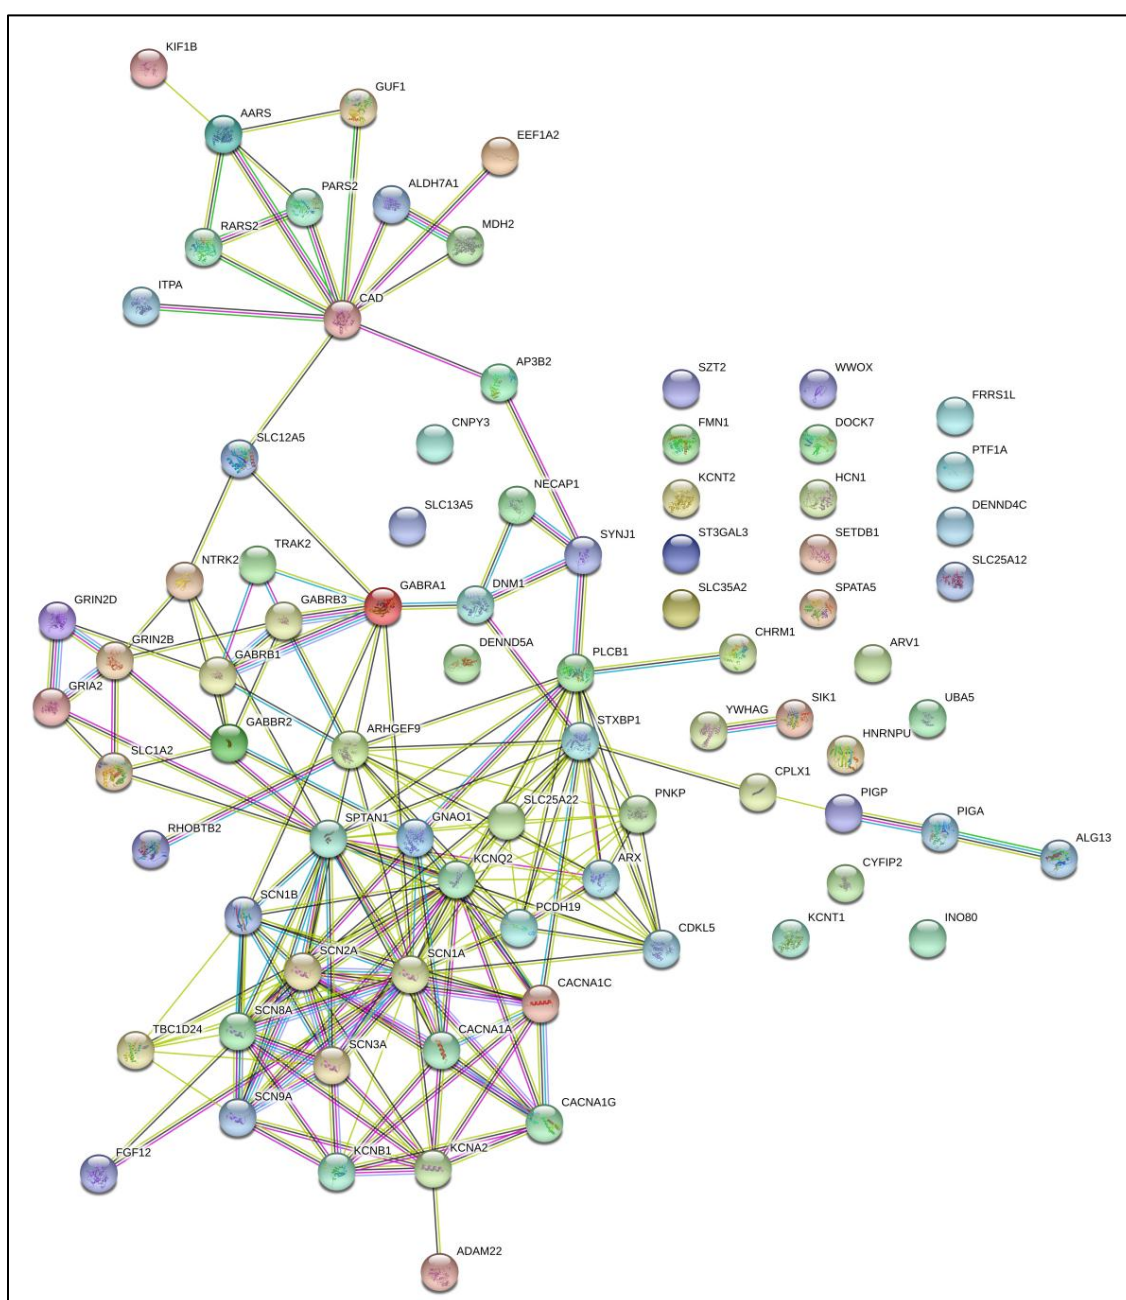 KIF1B
GUF1
AARS
EEF1A2
PARS2
ALDH7A1
RARS2
MDH2
ITPA
CAD
AP3B2
SZT2
WWOX
FRRS1L
CNPY3
FMN1
DOCK7
SLC12A5
PTF1A
NECAP1
KCNT2
HCN1
SLC13A5
DENND4C
SYNJ1
ST3GAL3
SETDB1
TRAK2
NTRK2
GABRA1
DNM1
SLC25A12
GRIN2D
GABRB3
SLC35A2
SPATA5
GRIN2B
DENND5A
CHRM1
GABRB1
PLCB1
ARV1
GRIA2
YWHAG
SIK1
UBA5
GABBR2
ARHGEF9
STXBP1
SLC1A2
HNRNPU
CPLX1
SLC25A22
PNKP
PIGP
RHOBTB2
SPTAN1
GNAO1
PIGA
ALG13
KCNQ2
ARX
CYFIP2
SCN1B
PCDH19
CDKL5
KCNT1
INO80
SCN2A
SCN1A
CACNA1C
SCN8A
TBC1D24
CACNA1A
SCN3A
SCN9A
CACNA1G
FGF12
KCNB1
KCNA2
ADAM22